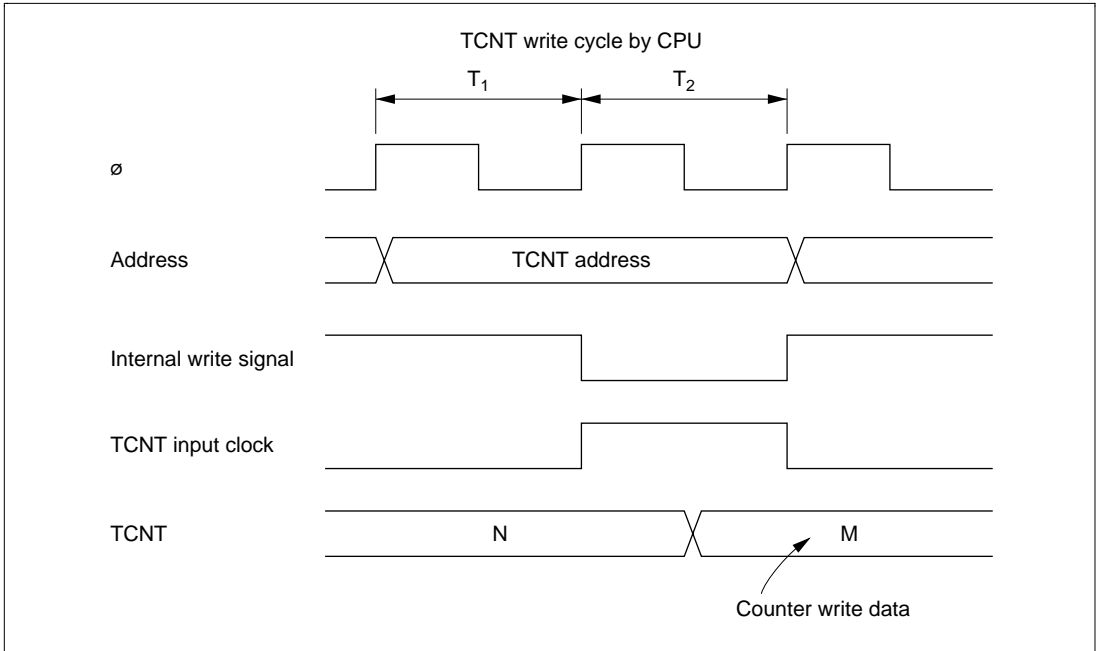 TCNT write cycle by CPU
T1 T2
ø
Address TCNT address
Internal write signal
TCNT input clock
TCNT N M
Counter write data